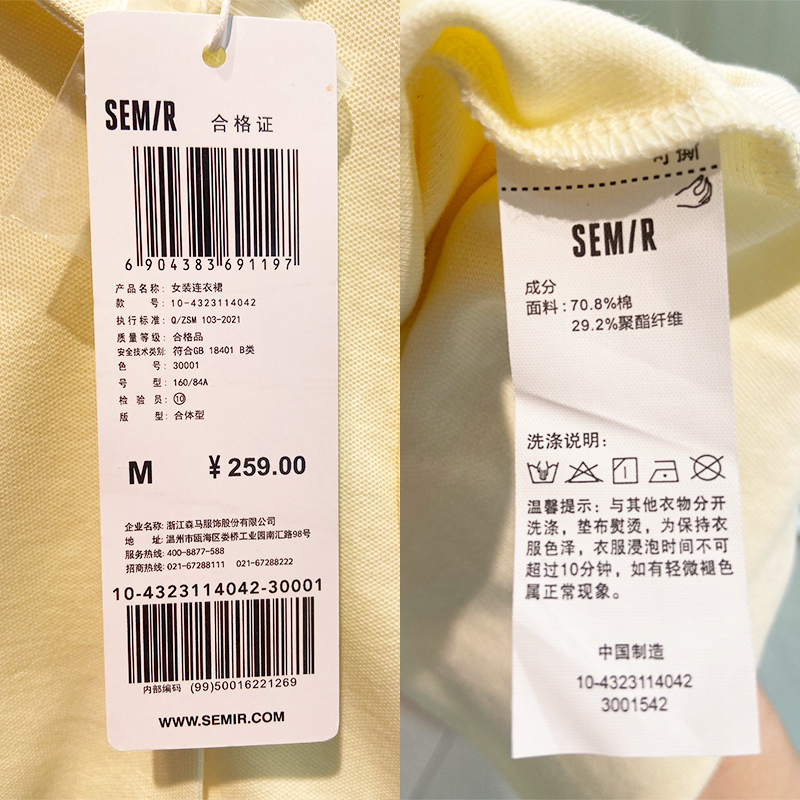 SEM/R 合格证
6 904383 691197
产品名称: 女装连衣裙
款 号: 10-4323114042
执行标准: Q/ZSM 103-2021
质量等级: 合格品
安全技术类别: 符合GB 18401 B类
色 号: 30001
号 型: 160/84A
检 验 员: ⑩
版 型: 合体型
M ¥259.00
企业名称: 浙江森马服饰股份有限公司
地 址: 温州市瓯海区娄桥工业园南汇路98号
服务热线: 400-8877-588
招商热线: 021-67288111 021-67288222
10-4323114042-30001
内部编码 (99)50016221269
WWW.SEMIR.COM
可撕
SEM/R
成分
面料: 70.8%棉
29.2%聚酯纤维
洗涤说明:
温馨提示: 与其他衣物分开
洗涤, 垫布熨烫, 为保持衣
服色泽, 衣服浸泡时间不可
超过10分钟, 如有轻微褪色
属正常现象。
中国制造
10-4323114042
3001542